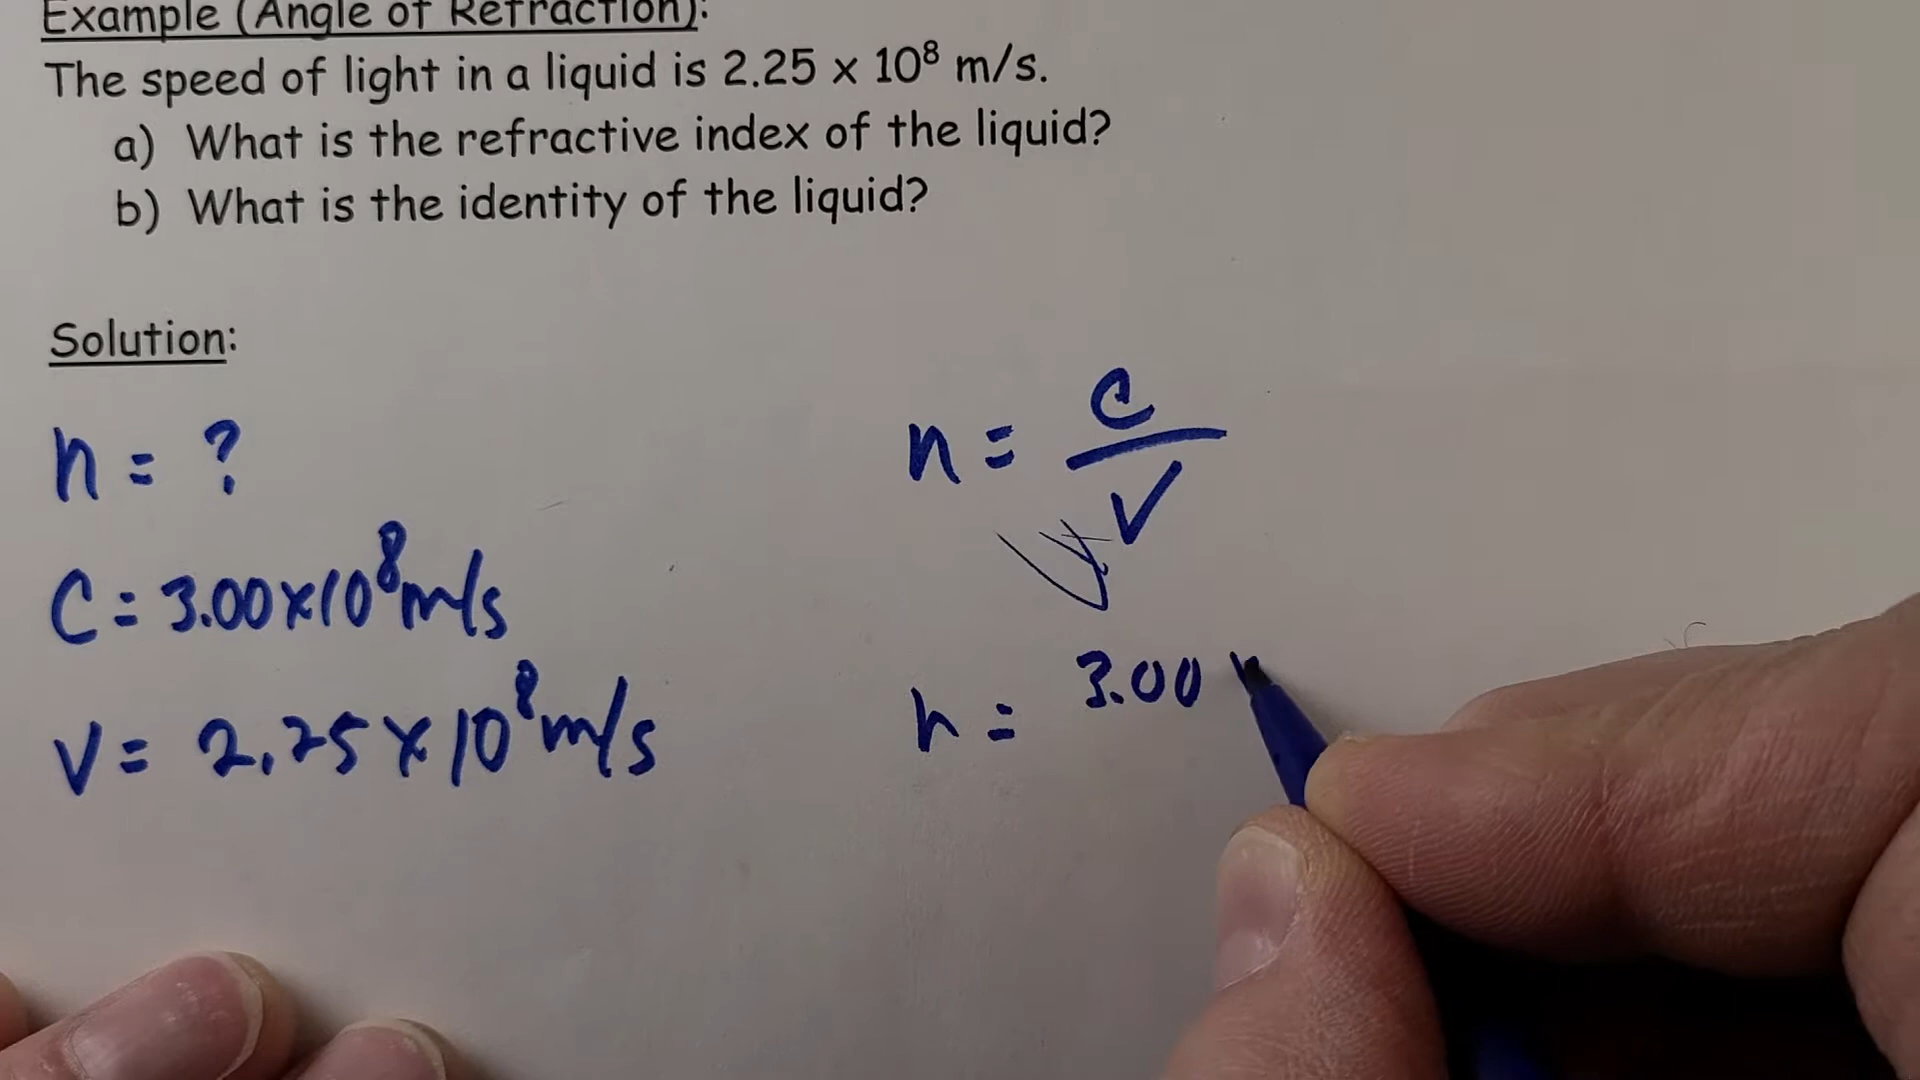 Example (Angle of Refraction):
The speed of light in a liquid is 2.25 x 10⁸ m/s.
a) What is the refractive index of the liquid?
b) What is the identity of the liquid?
Solution:
n = ?
C = 3.00x10⁸m/s
V = 2.25x10⁸m/s
n = c/v
n = 3.00